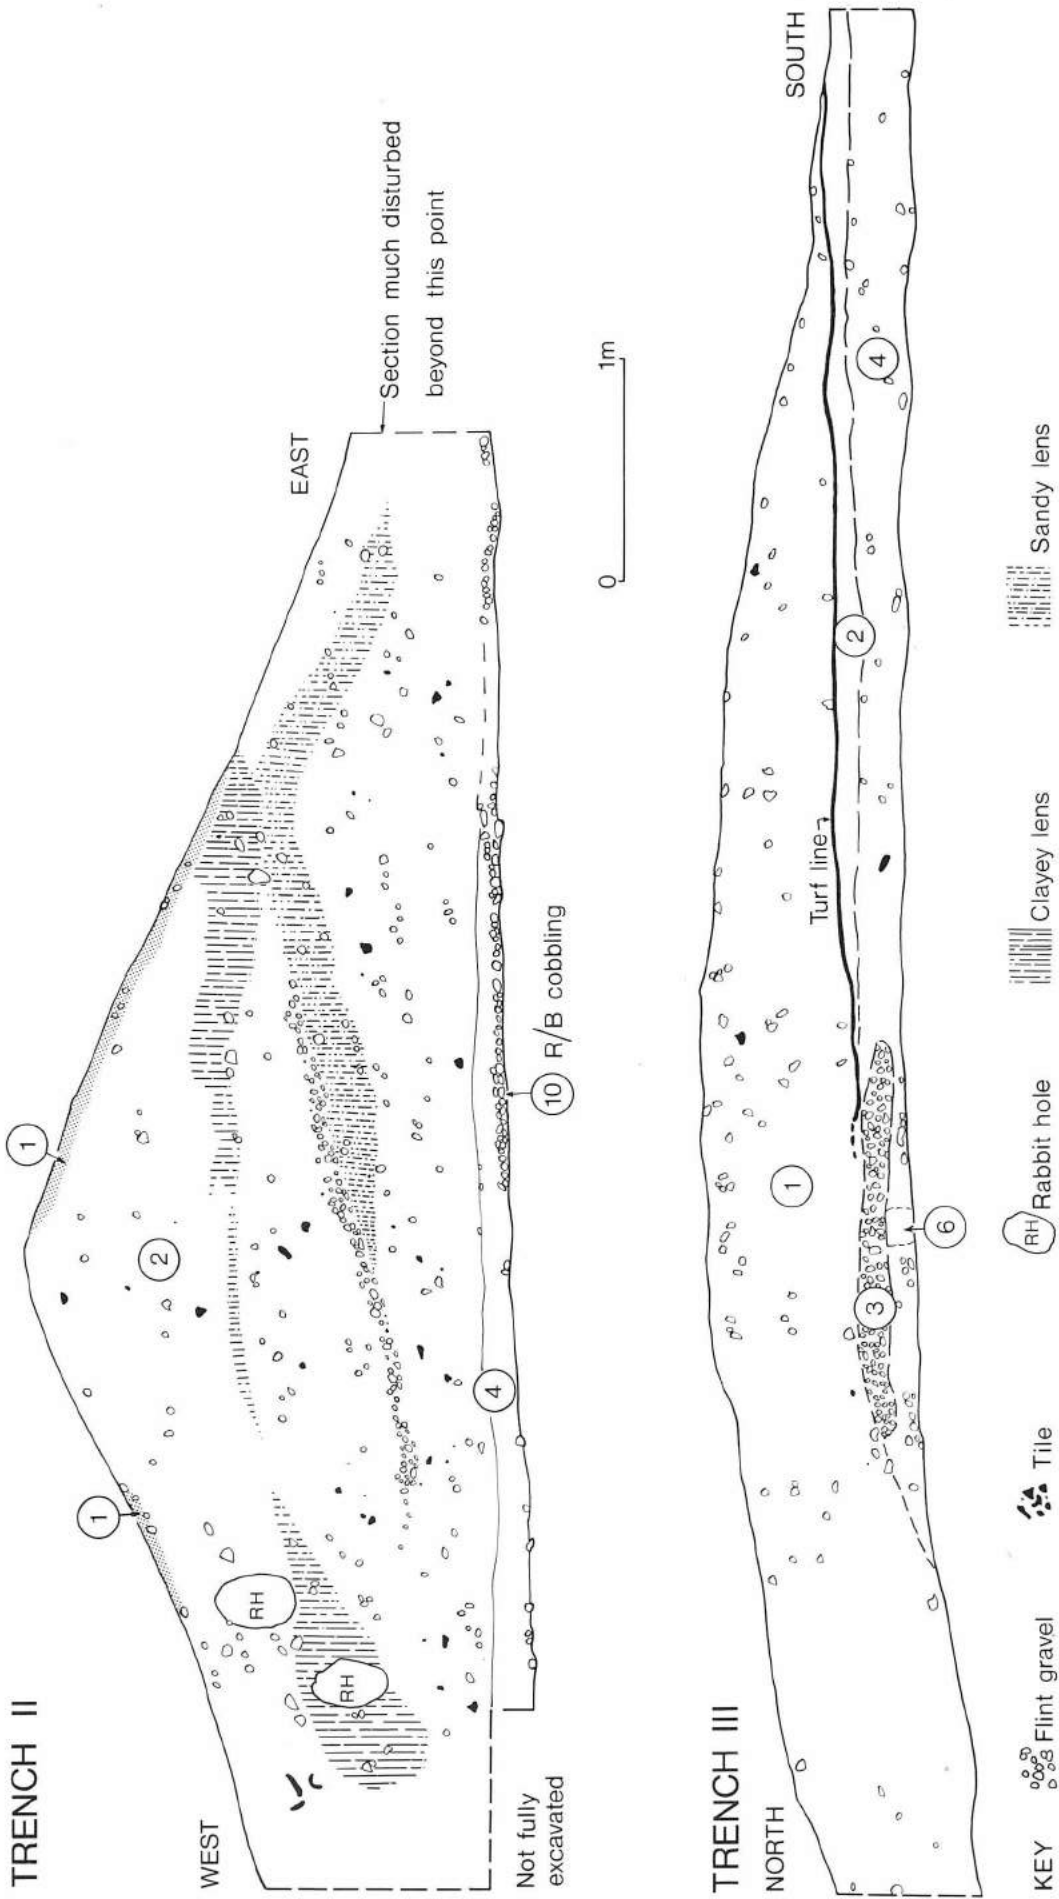 TRENCH II
1
1
2
WEST
EAST
RH
RH
Section much disturbed
beyond this point
4
10 R/B cobbling
Not fully
excavated
0 1m
TRENCH III
NORTH
SOUTH
Turf line
1
2
3
4
6
KEY Flint gravel Tile RH Rabbit hole Clayey lens Sandy lens